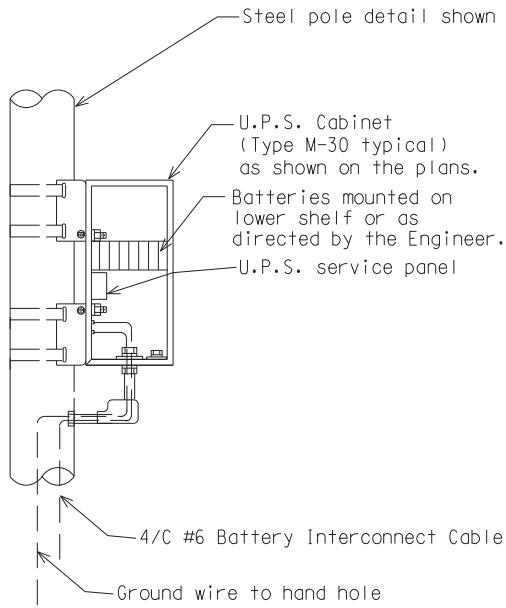 Steel pole detail shown
U.P.S. Cabinet
(Type M-30 typical)
as shown on the plans.
Batteries mounted on
lower shelf or as
directed by the Engineer.
U.P.S. service panel
4/C #6 Battery Interconnect Cable
Ground wire to hand hole